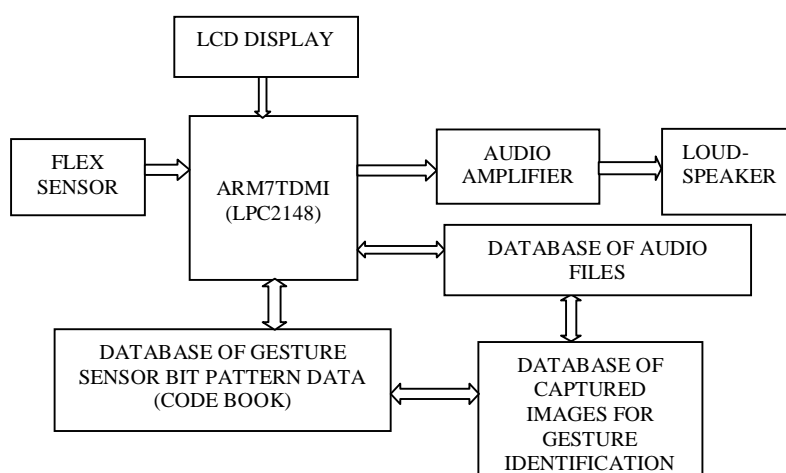 LCD DISPLAY
FLEX
SENSOR
ARM7TDMI
(LPC2148)
AUDIO
AMPLIFIER
LOUD-
SPEAKER
DATABASE OF AUDIO
FILES
DATABASE OF GESTURE
SENSOR BIT PATTERN DATA
(CODE BOOK)
DATABASE OF
CAPTURED
IMAGES FOR
GESTURE
IDENTIFICATION